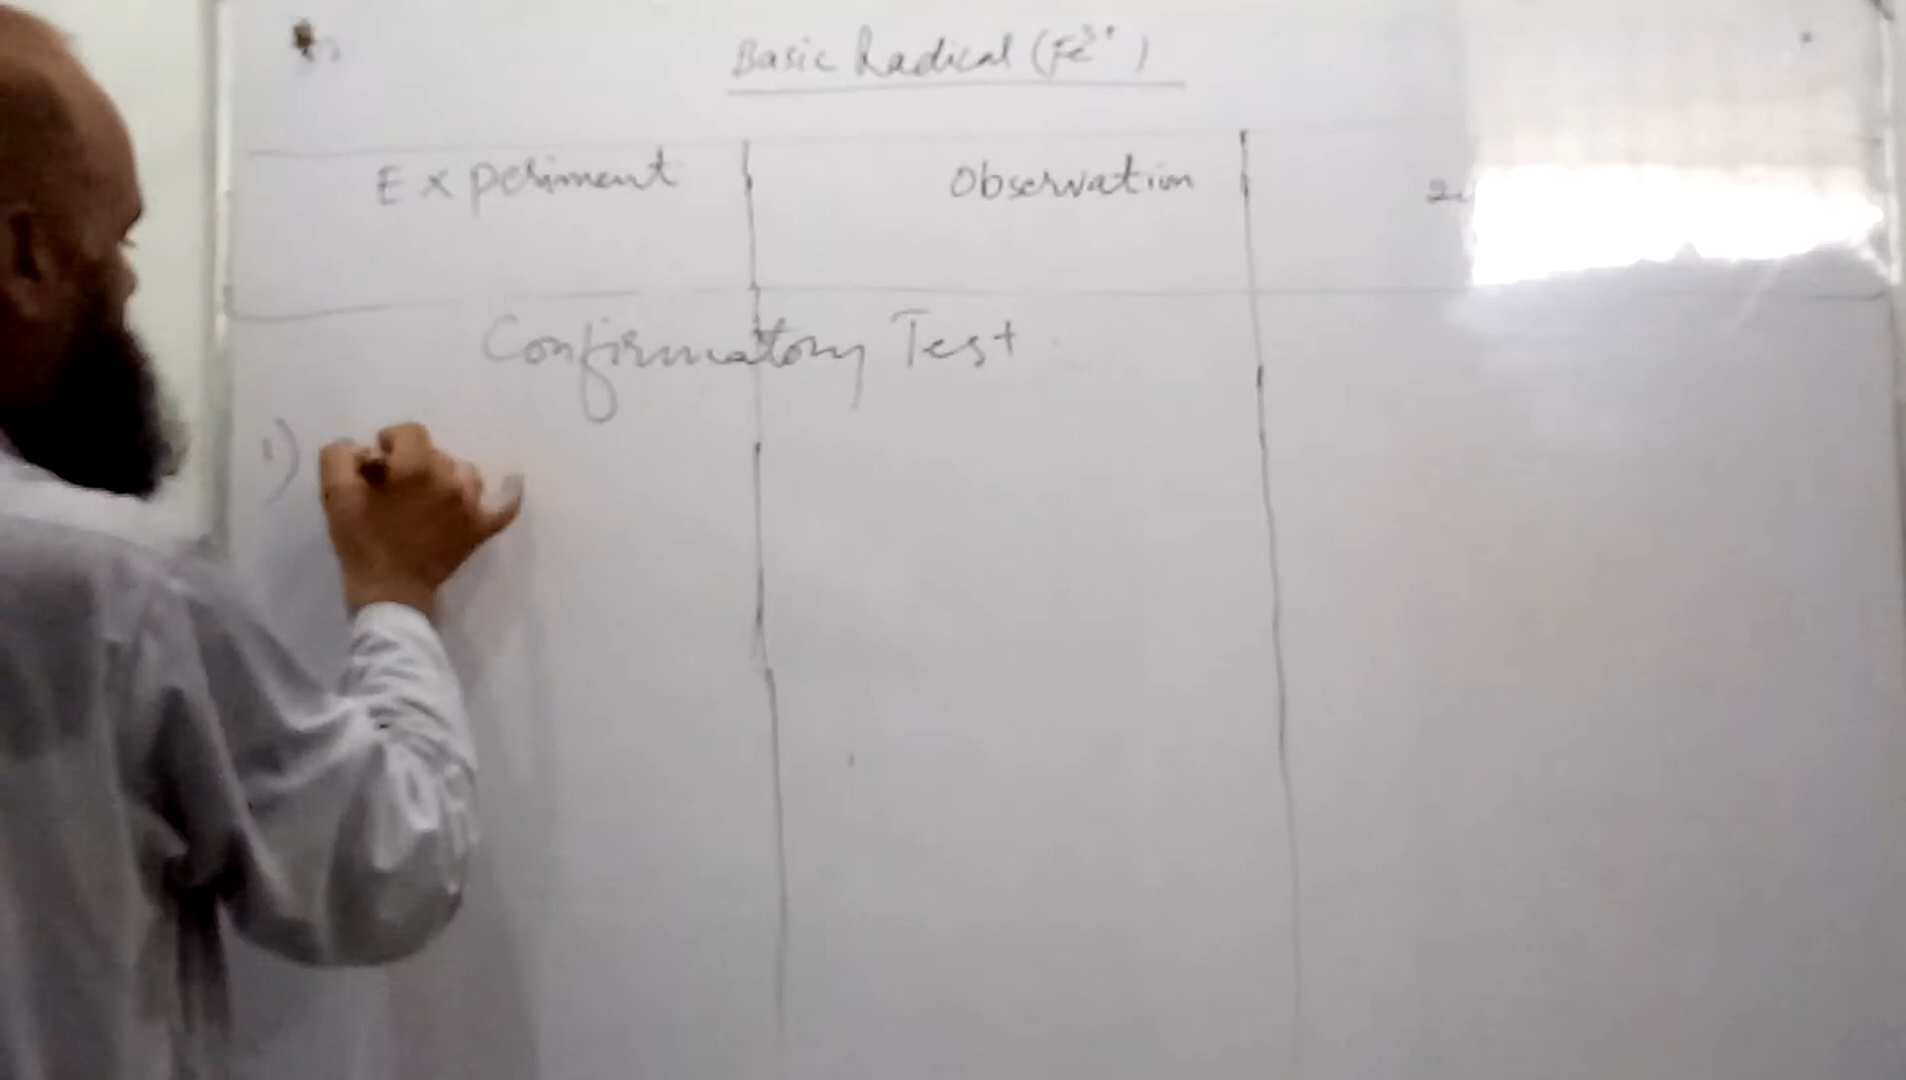 Basic Radical (Fe³⁺)
Experiment Observation
Confirmatory Test
1)